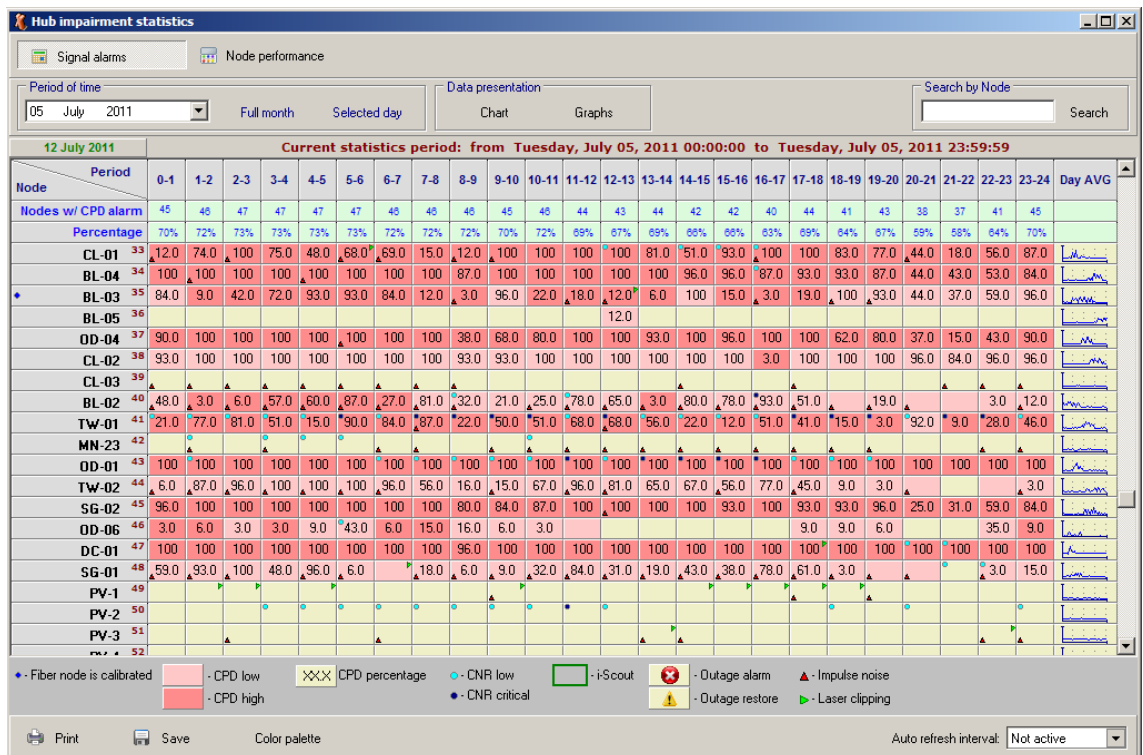 Hub impairment statistics
Signal alarms Node performance
Period of time Data presentation Search by Node
05 July 2011 Full month Selected day Chart Graphs Search
12 July 2011 Current statistics period: from Tuesday, July 05, 2011 00:00:00 to Tuesday, July 05, 2011 23:59:59
Period
Node 0-1 1-2 2-3 3-4 4-5 5-6 6-7 7-8 8-9 9-10 10-11 11-12 12-13 13-14 14-15 15-16 16-17 17-18 18-19 19-20 20-21 21-22 22-23 23-24 Day AVG
Nodes w/ CPD alarm 45 46 47 47 47 47 46 46 46 45 46 44 43 44 42 42 40 44 41 43 38 37 41 45
Percentage 70% 72% 73% 73% 73% 73% 72% 72% 72% 70% 72% 69% 67% 69% 66% 66% 63% 69% 64% 67% 59% 58% 64% 70%
CL-01 33 12.0 74.0 100 75.0 48.0 68.0 69.0 15.0 12.0 100 100 100 100 81.0 51.0 93.0 100 100 83.0 77.0 44.0 18.0 56.0 87.0
BL-04 34 100 100 100 100 100 100 100 100 87.0 100 100 100 100 100 96.0 96.0 87.0 93.0 93.0 87.0 44.0 43.0 53.0 84.0
BL-03 35 84.0 9.0 42.0 72.0 93.0 93.0 84.0 12.0 3.0 96.0 22.0 18.0 12.0 6.0 100 15.0 3.0 19.0 100 93.0 44.0 37.0 59.0 96.0
BL-05 36 12.0
OD-04 37 90.0 100 100 100 100 100 100 100 38.0 68.0 80.0 100 100 93.0 100 96.0 100 100 62.0 80.0 37.0 15.0 43.0 90.0
CL-02 38 93.0 100 100 100 100 100 100 100 93.0 93.0 100 100 100 100 100 100 3.0 100 100 100 96.0 84.0 96.0 96.0
CL-03 39
BL-02 40 48.0 3.0 6.0 57.0 60.0 87.0 27.0 81.0 32.0 21.0 25.0 78.0 65.0 3.0 80.0 78.0 93.0 51.0 19.0 3.0 12.0
TW-01 41 21.0 77.0 81.0 51.0 15.0 90.0 84.0 87.0 22.0 50.0 51.0 68.0 68.0 56.0 22.0 12.0 51.0 41.0 15.0 3.0 92.0 9.0 28.0 46.0
MN-23 42
OD-01 43 100 100 100 100 100 100 100 100 100 100 100 100 100 100 100 100 100 100 100 100 100 100 100 100
TW-02 44 6.0 87.0 96.0 100 100 100 96.0 56.0 16.0 15.0 67.0 96.0 81.0 65.0 67.0 56.0 77.0 45.0 9.0 3.0 3.0
SG-02 45 96.0 100 100 100 100 100 100 100 80.0 84.0 87.0 100 100 100 100 93.0 100 93.0 93.0 96.0 25.0 31.0 59.0 84.0
OD-06 46 3.0 6.0 3.0 3.0 9.0 43.0 6.0 15.0 16.0 6.0 3.0 9.0 9.0 6.0 35.0 9.0
DC-01 47 100 100 100 100 100 100 100 100 96.0 100 100 100 100 100 100 100 100 100 100 100 100 100 100 100
SG-01 48 59.0 93.0 100 48.0 96.0 6.0 18.0 6.0 9.0 32.0 84.0 31.0 19.0 43.0 38.0 78.0 61.0 3.0 3.0 15.0
PV-1 49
PV-2 50
PV-3 51
PV-4 52
- Fiber node is calibrated - CPD low XXX CPD percentage - CNR low - i-Scout - Outage alarm - Impulse noise
- CPD high - CNR critical - Outage restore - Laser clipping
Print Save Color palette Auto refresh interval: Not active